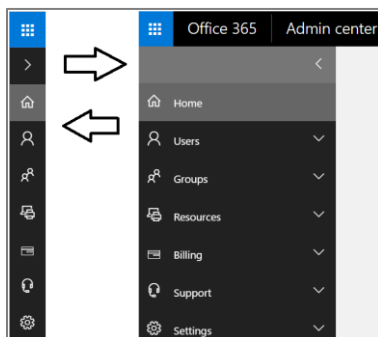 Office 365 Admin center
Home
Users
Groups
Resources
Billing
Support
Settings